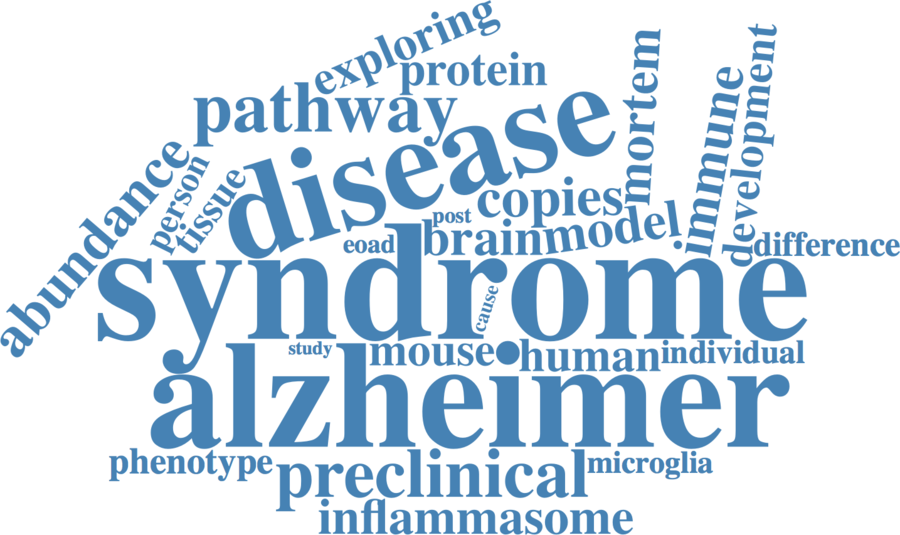 exploring
protein
pathway
disease
mortem
immune
development
abundance
person
tissue
copies
post
eoad
brain
model
difference
syndrome
cause
study
mouse
human
individual
alzheimer
phenotype
preclinical
microglia
inflammasome